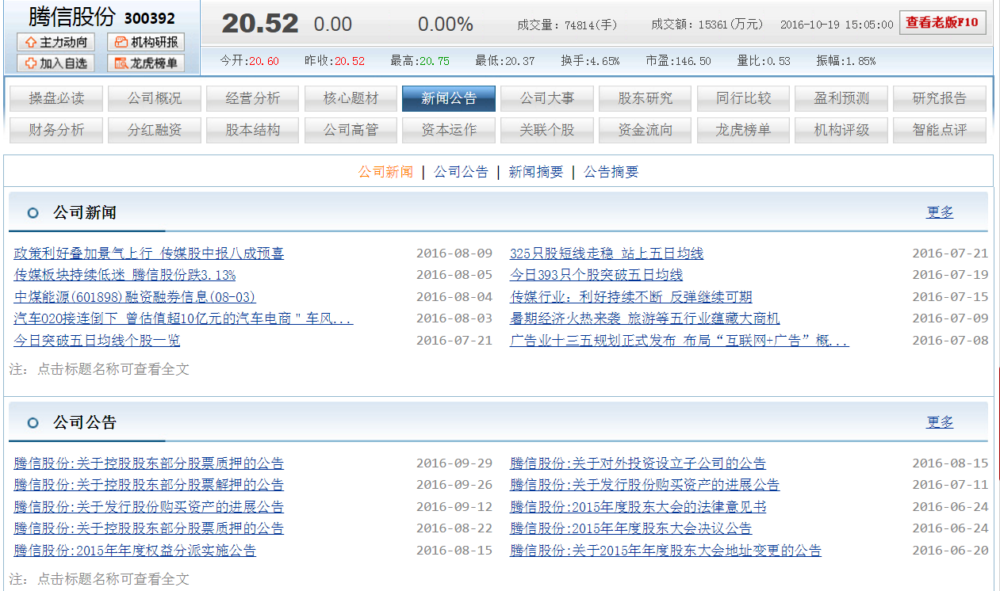 腾信股份 300392
主力动向 机构研报
加入自选 龙虎榜单
20.52 0.00 0.00% 成交量：74814(手) 成交额：15361(万元) 2016-10-19 15:05:00 查看老版F10
今开:20.60 昨收:20.52 最高:20.75 最低:20.37 换手:4.65% 市盈:146.50 量比:0.53 振幅:1.85%
操盘必读 公司概况 经营分析 核心题材 新闻公告 公司大事 股东研究 同行比较 盈利预测 研究报告
财务分析 分红融资 股本结构 公司高管 资本运作 关联个股 资金流向 龙虎榜单 机构评级 智能点评
公司新闻 | 公司公告 | 新闻摘要 | 公告摘要
公司新闻 更多
政策利好叠加景气上行 传媒股中报八成预喜 2016-08-09 325只股短线走稳 站上五日均线 2016-07-21
传媒板块持续低迷 腾信股份跌3.13% 2016-08-05 今日393只个股突破五日均线 2016-07-19
中煤能源(601898)融资融券信息(08-03) 2016-08-04 传媒行业：利好持续不断 反弹继续可期 2016-07-15
汽车O2O接连倒下 曾估值超10亿元的汽车电商＂车风... 2016-08-03 暑期经济火热来袭 旅游等五行业蕴藏大商机 2016-07-09
今日突破五日均线个股一览 2016-07-21 广告业十三五规划正式发布 布局“互联网+广告”概... 2016-07-08
注：点击标题名称可查看全文
公司公告 更多
腾信股份:关于控股股东部分股票质押的公告 2016-09-29 腾信股份:关于对外投资设立子公司的公告 2016-08-15
腾信股份:关于控股股东部分股票解押的公告 2016-09-26 腾信股份:关于发行股份购买资产的进展公告 2016-07-11
腾信股份:关于发行股份购买资产的进展公告 2016-09-12 腾信股份:2015年度股东大会的法律意见书 2016-06-24
腾信股份:关于控股股东部分股票质押的公告 2016-08-22 腾信股份:2015年年度股东大会决议公告 2016-06-24
腾信股份:2015年年度权益分派实施公告 2016-08-15 腾信股份:关于2015年年度股东大会地址变更的公告 2016-06-20
注：点击标题名称可查看全文